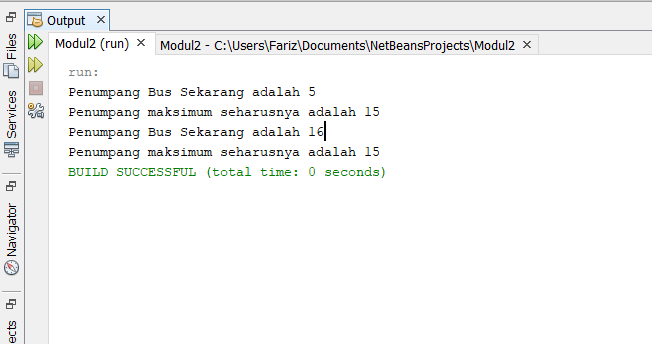 Output
Modul2 (run)
Modul2 - C:\Users\Fariz\Documents\NetBeansProjects\Modul2
run:
Penumpang Bus Sekarang adalah 5
Penumpang maksimum seharusnya adalah 15
Penumpang Bus Sekarang adalah 16
Penumpang maksimum seharusnya adalah 15
BUILD SUCCESSFUL (total time: 0 seconds)
Files
Services
Navigator
ects